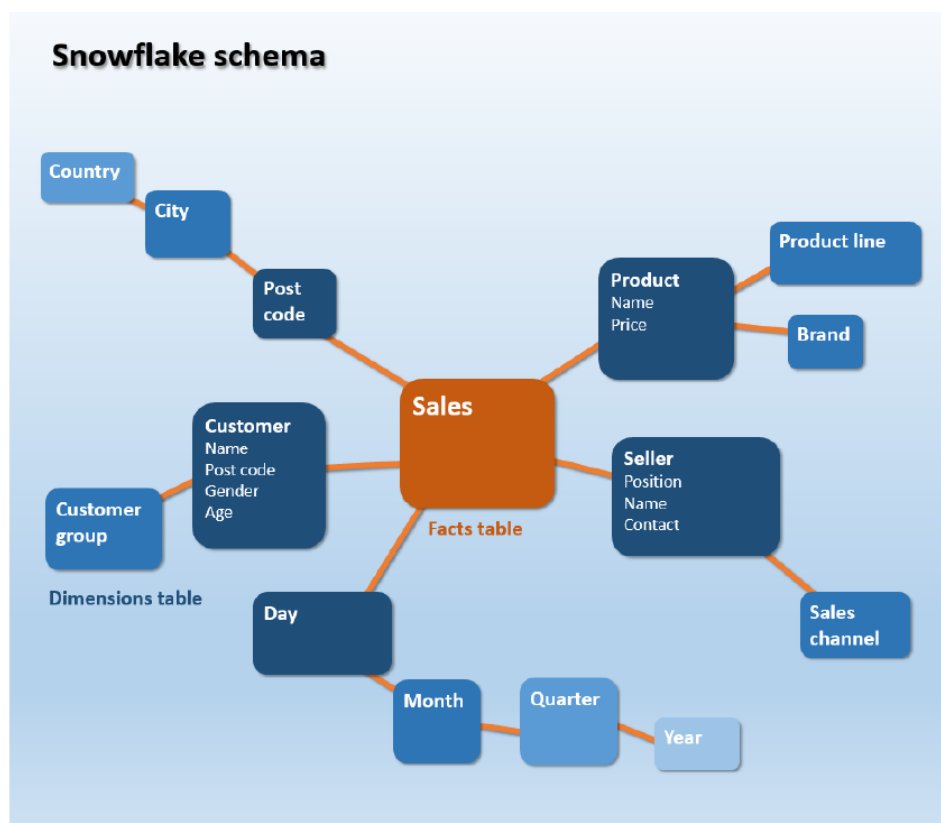 Snowflake schema
Country
City
Post
code
Product
Name
Price
Product line
Brand
Sales
Facts table
Customer
Name
Post code
Gender
Age
Customer
group
Dimensions table
Seller
Position
Name
Contact
Sales
channel
Day
Month
Quarter
Year